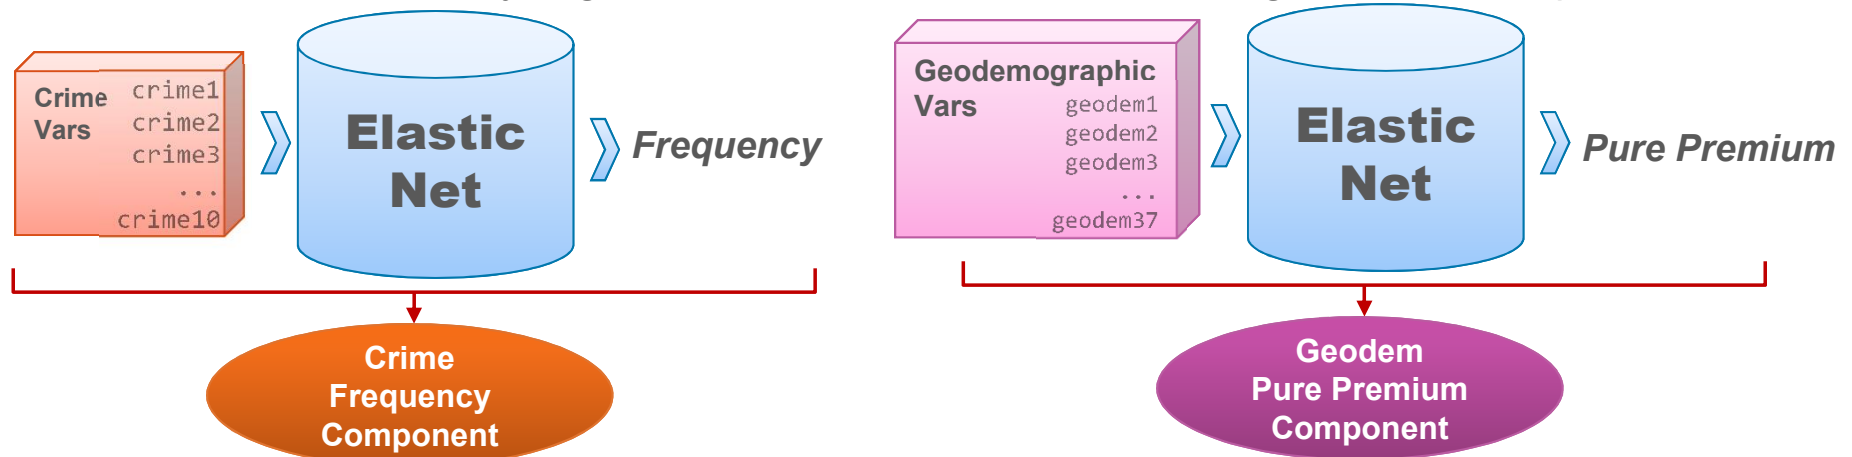 Crime
Vars
crime1
crime2
crime3
...
crime10
Elastic
Net
Frequency
Crime
Frequency
Component
Geodemographic
Vars
geodem1
geodem2
geodem3
...
geodem37
Elastic
Net
Pure Premium
Geodem
Pure Premium
Component